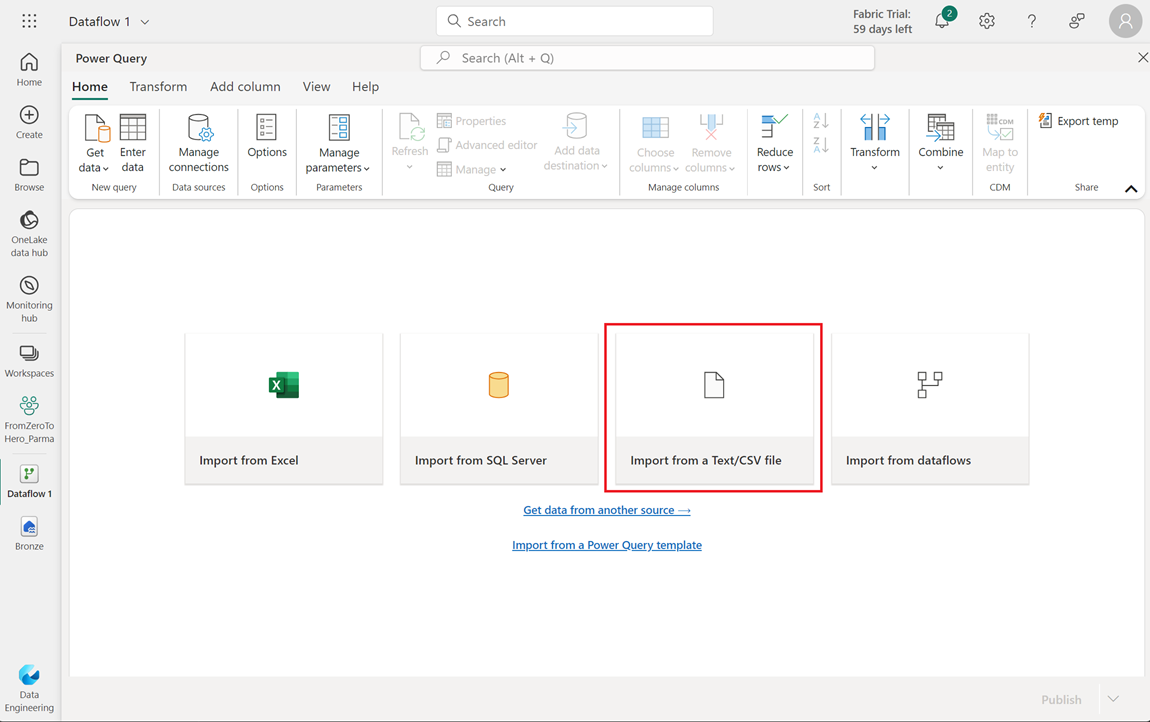 Dataflow 1
Search
Fabric Trial:
59 days left
2
Home
Create
Browse
OneLake
data hub
Monitoring
hub
Workspaces
FromZeroTo
Hero_Parma
Dataflow 1
Bronze
Data
Engineering
Power Query
Search (Alt + Q)
Home
Transform
Add column
View
Help
Get
data
Enter
data
New query
Manage
connections
Data sources
Options
Options
Manage
parameters
Parameters
Refresh
Properties
Advanced editor
Manage
Add data
destination
Query
Choose
columns
Remove
columns
Manage columns
Reduce
rows
A
Z
Z
A
Sort
Transform
Combine
CDM
Map to
entity
CDM
Export temp
Share
X
Import from Excel
Import from SQL Server
Import from a Text/CSV file
Import from dataflows
Get data from another source →
Import from a Power Query template
Publish